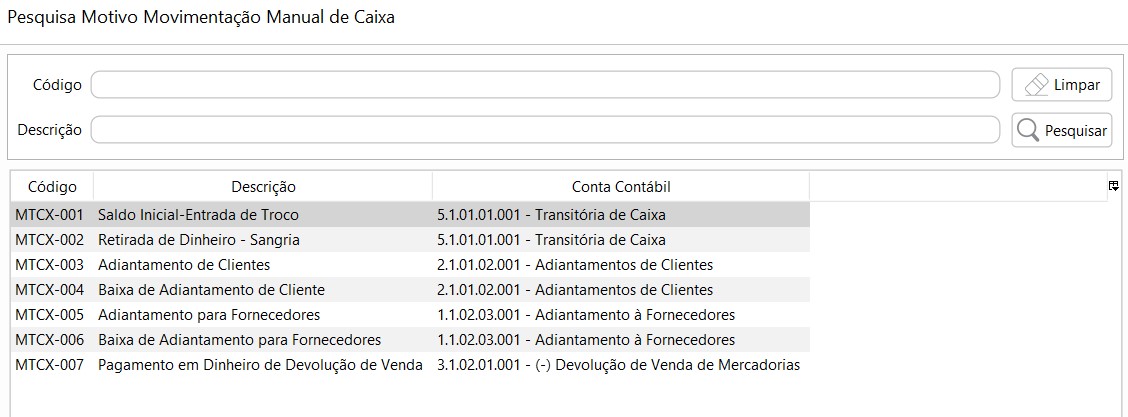 Pesquisa Motivo Movimentação Manual de Caixa
Código Limpar
Descrição Pesquisar
Código Descrição Conta Contábil
MTCX-001 Saldo Inicial-Entrada de Troco 5.1.01.01.001 - Transitória de Caixa
MTCX-002 Retirada de Dinheiro - Sangria 5.1.01.01.001 - Transitória de Caixa
MTCX-003 Adiantamento de Clientes 2.1.01.02.001 - Adiantamentos de Clientes
MTCX-004 Baixa de Adiantamento de Cliente 2.1.01.02.001 - Adiantamentos de Clientes
MTCX-005 Adiantamento para Fornecedores 1.1.02.03.001 - Adiantamento à Fornecedores
MTCX-006 Baixa de Adiantamento para Fornecedores 1.1.02.03.001 - Adiantamento à Fornecedores
MTCX-007 Pagamento em Dinheiro de Devolução de Venda 3.1.02.01.001 - (-) Devolução de Venda de Mercadorias